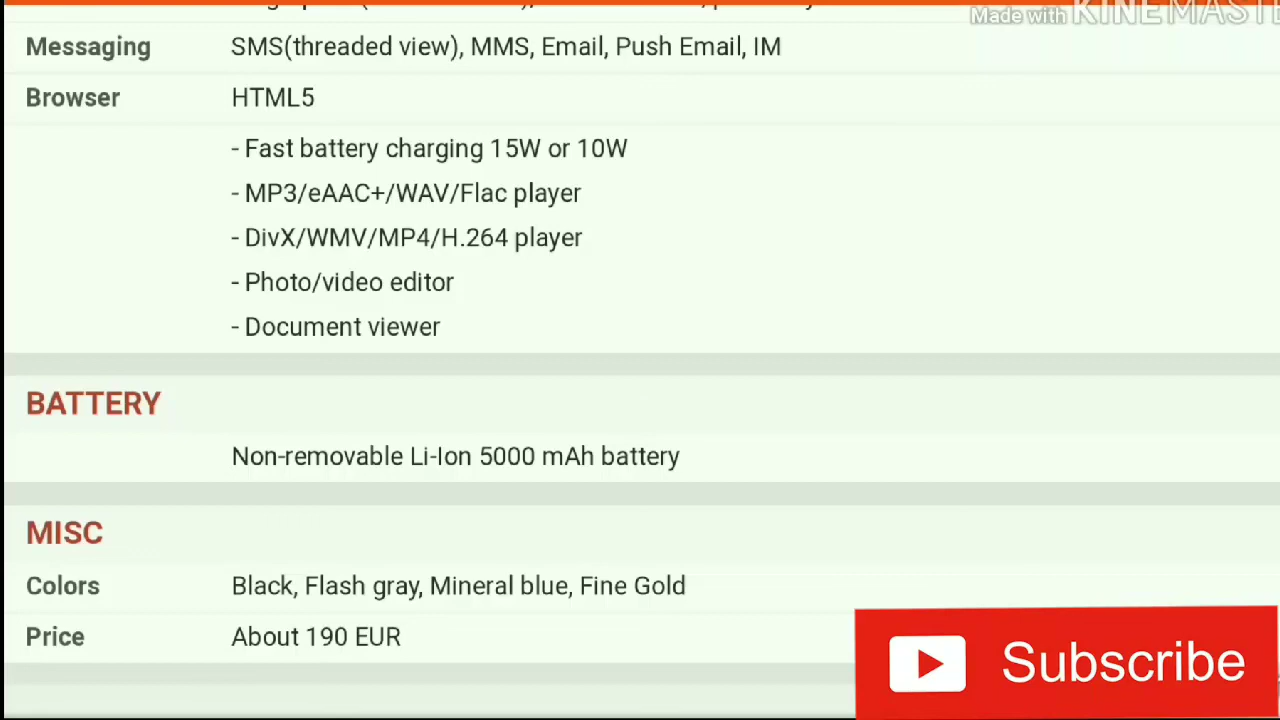 Made with KINEMASTE
Messaging SMS(threaded view), MMS, Email, Push Email, IM
Browser HTML5
- Fast battery charging 15W or 10W
- MP3/eAAC+/WAV/Flac player
- DivX/WMV/MP4/H.264 player
- Photo/video editor
- Document viewer
BATTERY
Non-removable Li-Ion 5000 mAh battery
MISC
Colors Black, Flash gray, Mineral blue, Fine Gold
Price About 190 EUR
Subscribe